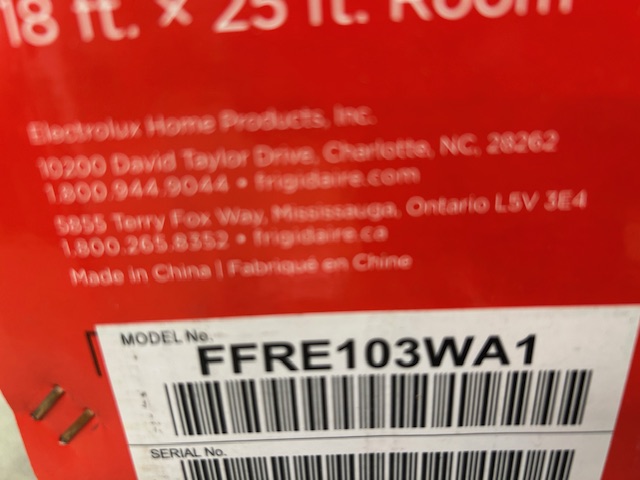 18 ft. × 25 ft. Room
Electrolux Home Products, Inc.
10200 David Taylor Drive, Charlotte, NC, 28262
1.800.944.9044 • frigidaire.com
5855 Terry Fox Way, Mississauga, Ontario L5V 3E4
1.800.265.8352 • frigidaire.ca
Made in China | Fabriqué en Chine
MODEL No.
FFRE103WA1
SERIAL No.